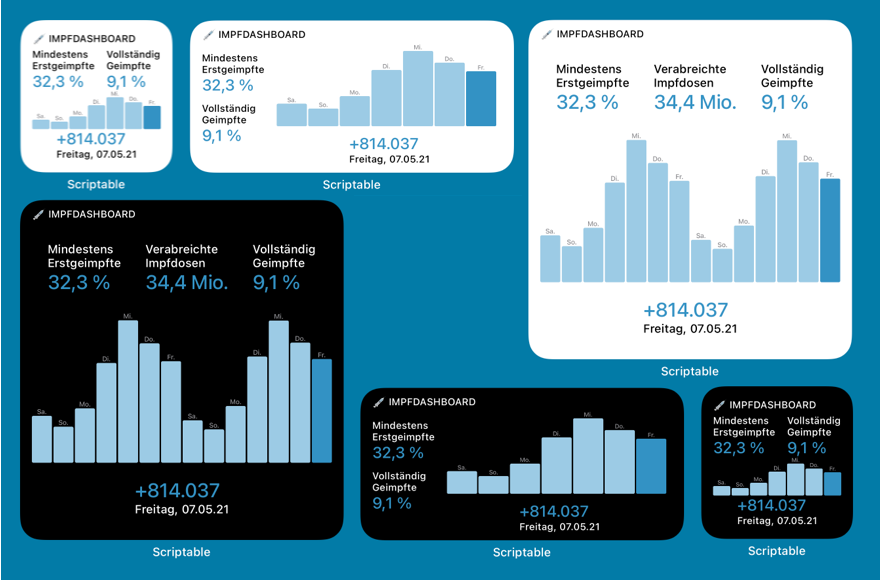 IMPFDASHBOARD
Mindestens
Erstgeimpfte
32,3 %
Vollständig
Geimpfte
9,1 %
Sa.
So.
Mo.
Di.
Mi.
Do.
Fr.
+814.037
Freitag, 07.05.21
Scriptable
IMPFDASHBOARD
Mindestens
Erstgeimpfte
32,3 %
Vollständig
Geimpfte
9,1 %
Sa.
So.
Mo.
Di.
Mi.
Do.
Fr.
+814.037
Freitag, 07.05.21
Scriptable
IMPFDASHBOARD
Mindestens
Erstgeimpfte
32,3 %
Verabreichte
Impfdosen
34,4 Mio.
Vollständig
Geimpfte
9,1 %
Sa.
So.
Mo.
Di.
Mi.
Do.
Fr.
Sa.
So.
Mo.
Di.
Mi.
Do.
Fr.
+814.037
Freitag, 07.05.21
Scriptable
IMPFDASHBOARD
Mindestens
Erstgeimpfte
32,3 %
Verabreichte
Impfdosen
34,4 Mio.
Vollständig
Geimpfte
9,1 %
Sa.
So.
Mo.
Di.
Mi.
Do.
Fr.
Sa.
So.
Mo.
Di.
Mi.
Do.
Fr.
+814.037
Freitag, 07.05.21
Scriptable
IMPFDASHBOARD
Mindestens
Erstgeimpfte
32,3 %
Vollständig
Geimpfte
9,1 %
Sa.
So.
Mo.
Di.
Mi.
Do.
Fr.
+814.037
Freitag, 07.05.21
Scriptable
IMPFDASHBOARD
Mindestens
Erstgeimpfte
32,3 %
Vollständig
Geimpfte
9,1 %
Sa.
So.
Mo.
Di.
Mi.
Do.
Fr.
+814.037
Freitag, 07.05.21
Scriptable